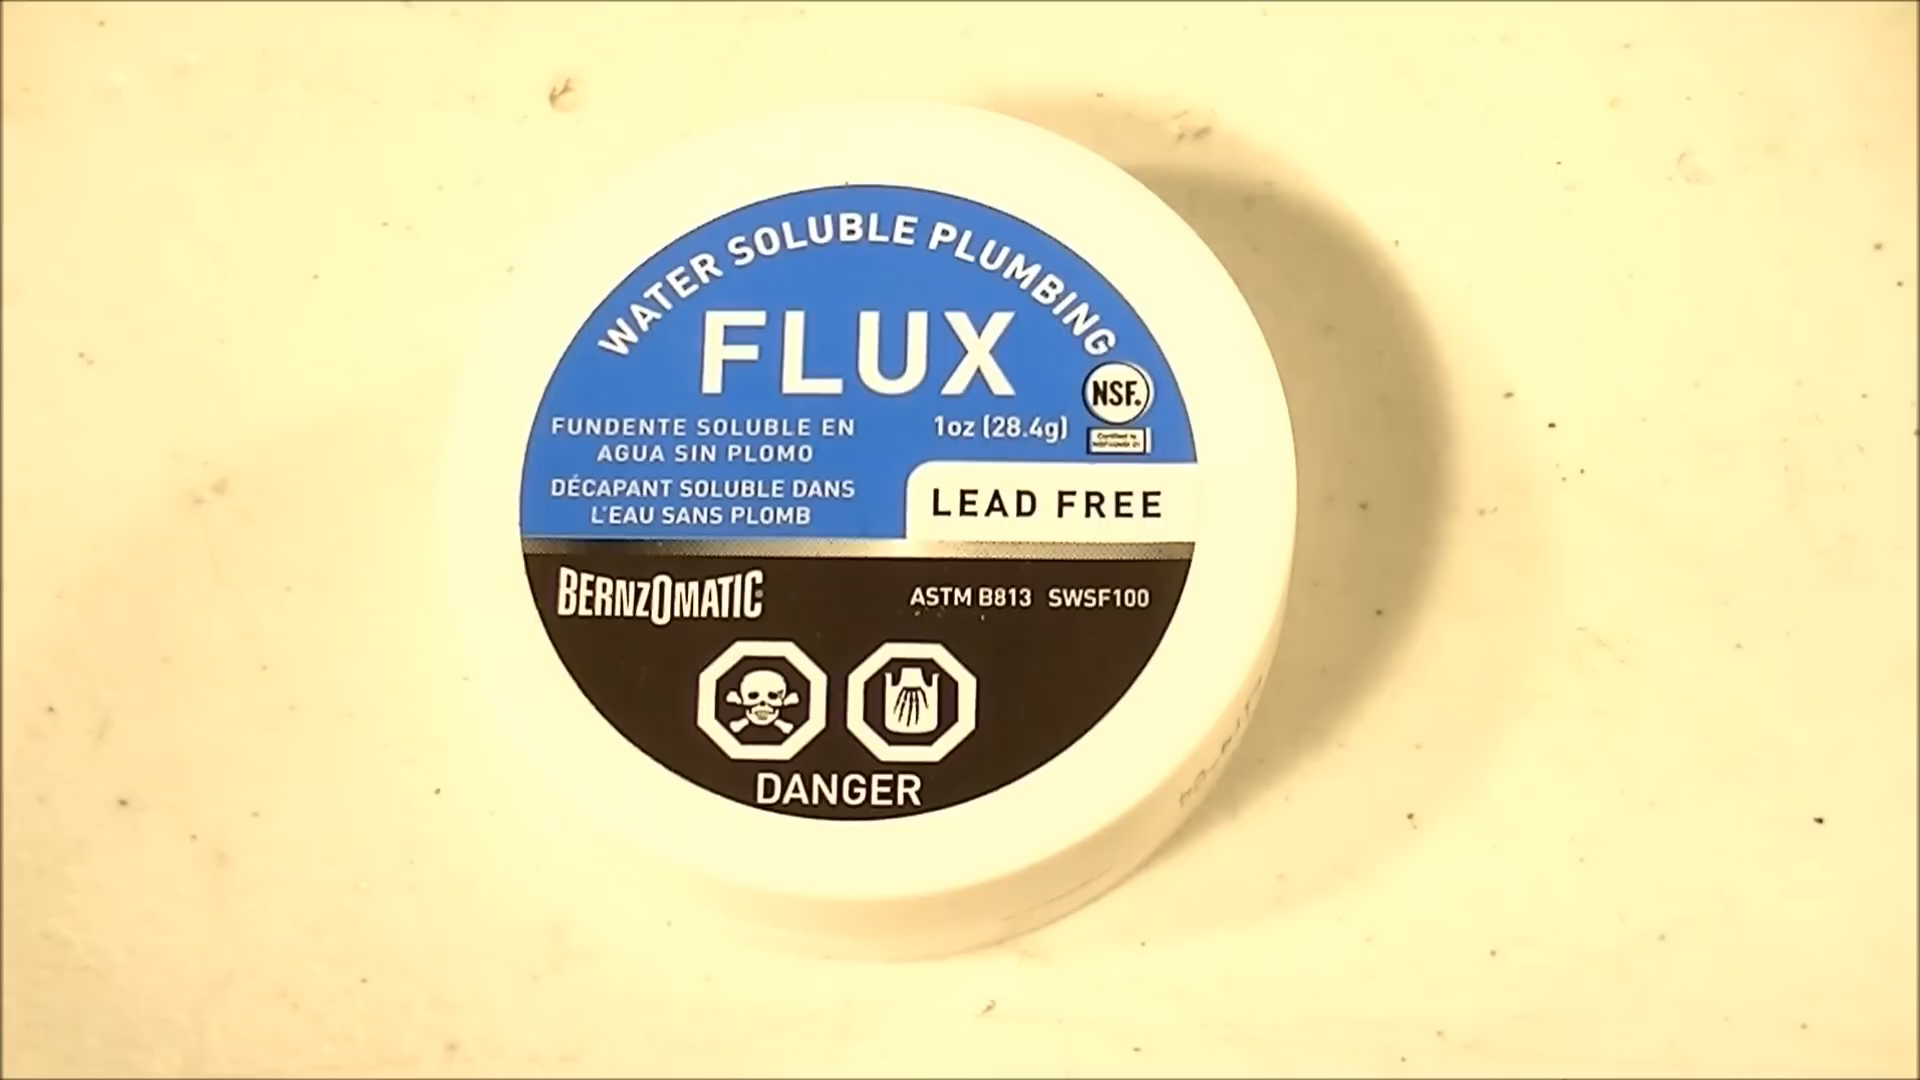 WATER SOLUBLE PLUMBING
FLUX
NSF.
FUNDENTE SOLUBLE EN
AGUA SIN PLOMO
1oz (28.4g)
DÉCAPANT SOLUBLE DANS
L'EAU SANS PLOMB
LEAD FREE
BERNZOMATIC
ASTM B813 SWSF100
DANGER